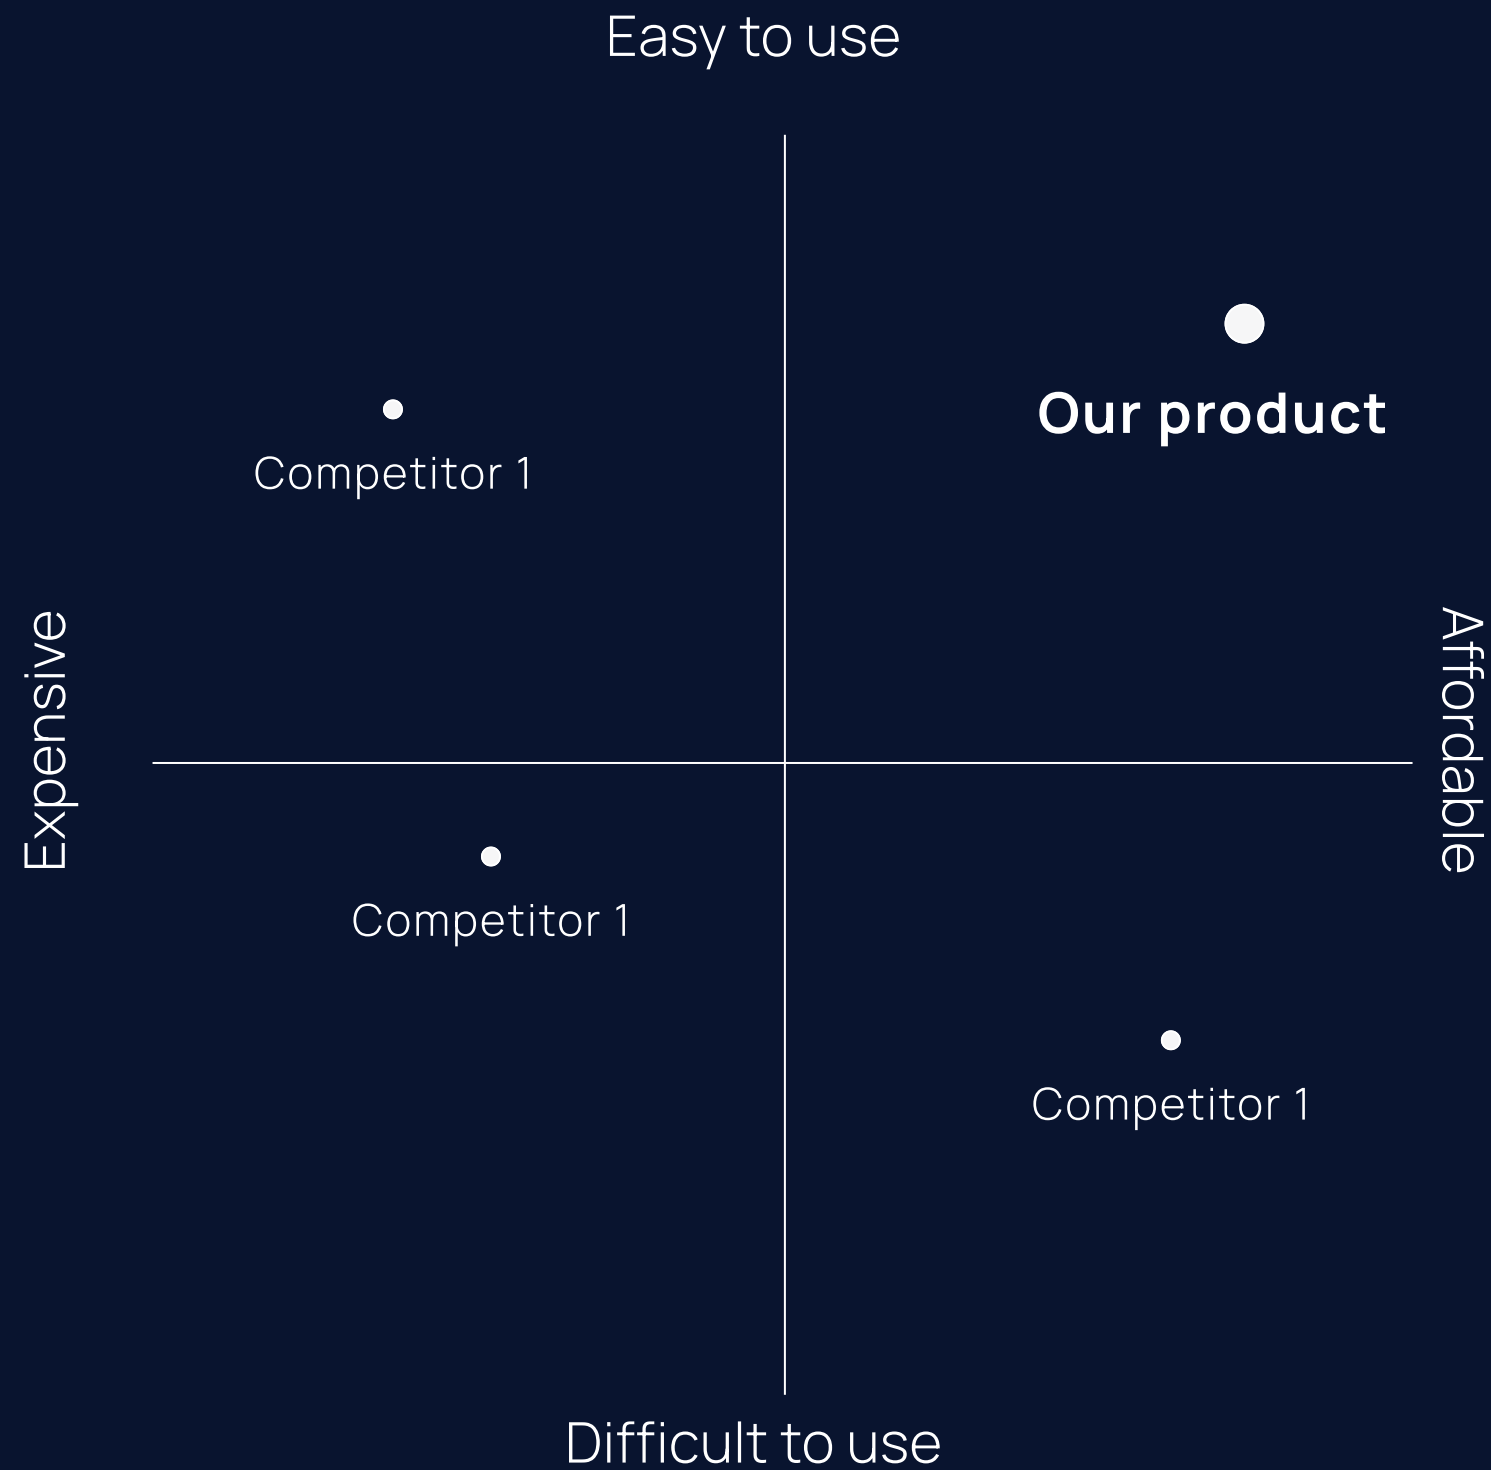 Easy to use
Our product
Competitor 1
Expensive
Affordable
Competitor 1
Competitor 1
Difficult to use